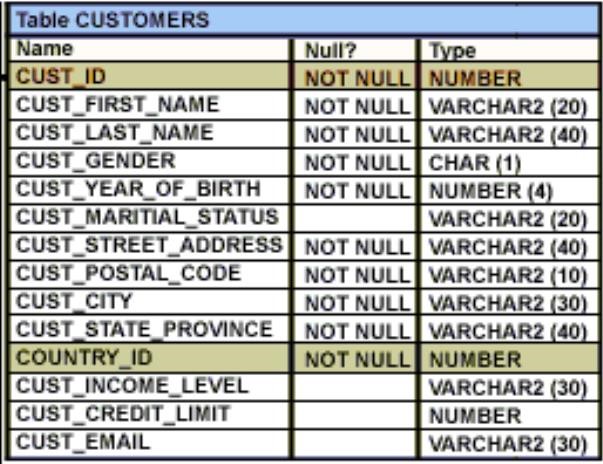 Table CUSTOMERS
Name Null? Type
CUST_ID NOT NULL NUMBER
CUST_FIRST_NAME NOT NULL VARCHAR2 (20)
CUST_LAST_NAME NOT NULL VARCHAR2 (40)
CUST_GENDER NOT NULL CHAR (1)
CUST_YEAR_OF_BIRTH NOT NULL NUMBER (4)
CUST_MARITIAL_STATUS VARCHAR2 (20)
CUST_STREET_ADDRESS NOT NULL VARCHAR2 (40)
CUST_POSTAL_CODE NOT NULL VARCHAR2 (10)
CUST_CITY NOT NULL VARCHAR2 (30)
CUST_STATE_PROVINCE NOT NULL VARCHAR2 (40)
COUNTRY_ID NOT NULL NUMBER
CUST_INCOME_LEVEL VARCHAR2 (30)
CUST_CREDIT_LIMIT NUMBER
CUST_EMAIL VARCHAR2 (30)